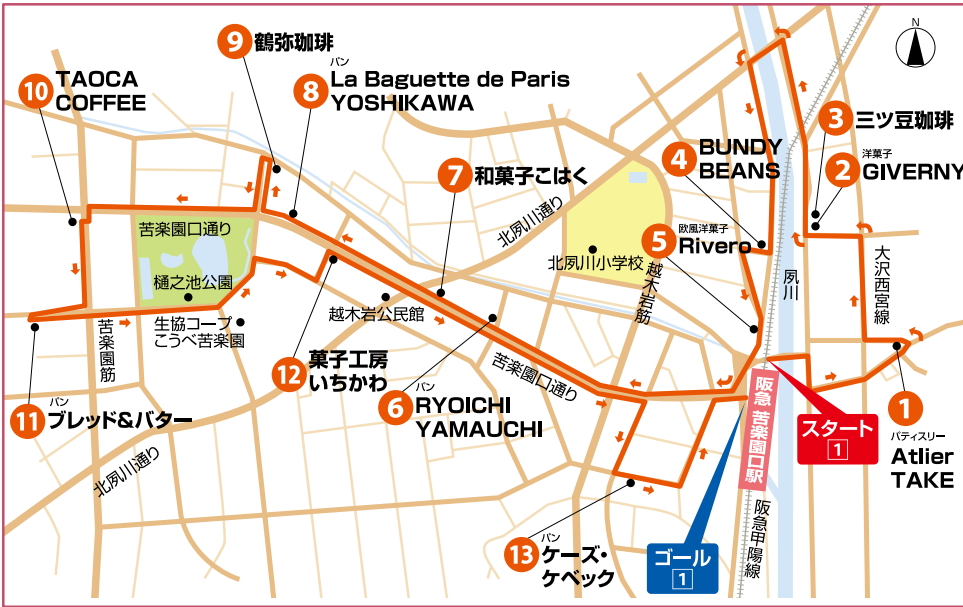 N
9 鶴弥珈琲
パン
8 La Baguette de Paris
YOSHIKAWA
10 TAOCA
COFFEE
7 和菓子こはく
北夙川通り
4 BUNDY
BEANS
3 三ツ豆珈琲
洋菓子
2 GIVERNY
欧風洋菓子
5 Rivero
北夙川小学校
越木岩筋
夙川
大沢西宮線
苦楽園口通り
樋之池公園
生協コープ
こうべ苦楽園
越木岩公民館
苦楽園筋
12 菓子工房
いちかわ
パン
6 RYOICHI
YAMAUCHI
苦楽園口通り
パン
11 ブレッド&バター
北夙川通り
阪急 苦楽園口駅
スタート
1
1
パティスリー
Atlier
TAKE
パン
13 ケーズ・
ケベック
ゴール
1
阪急甲陽線